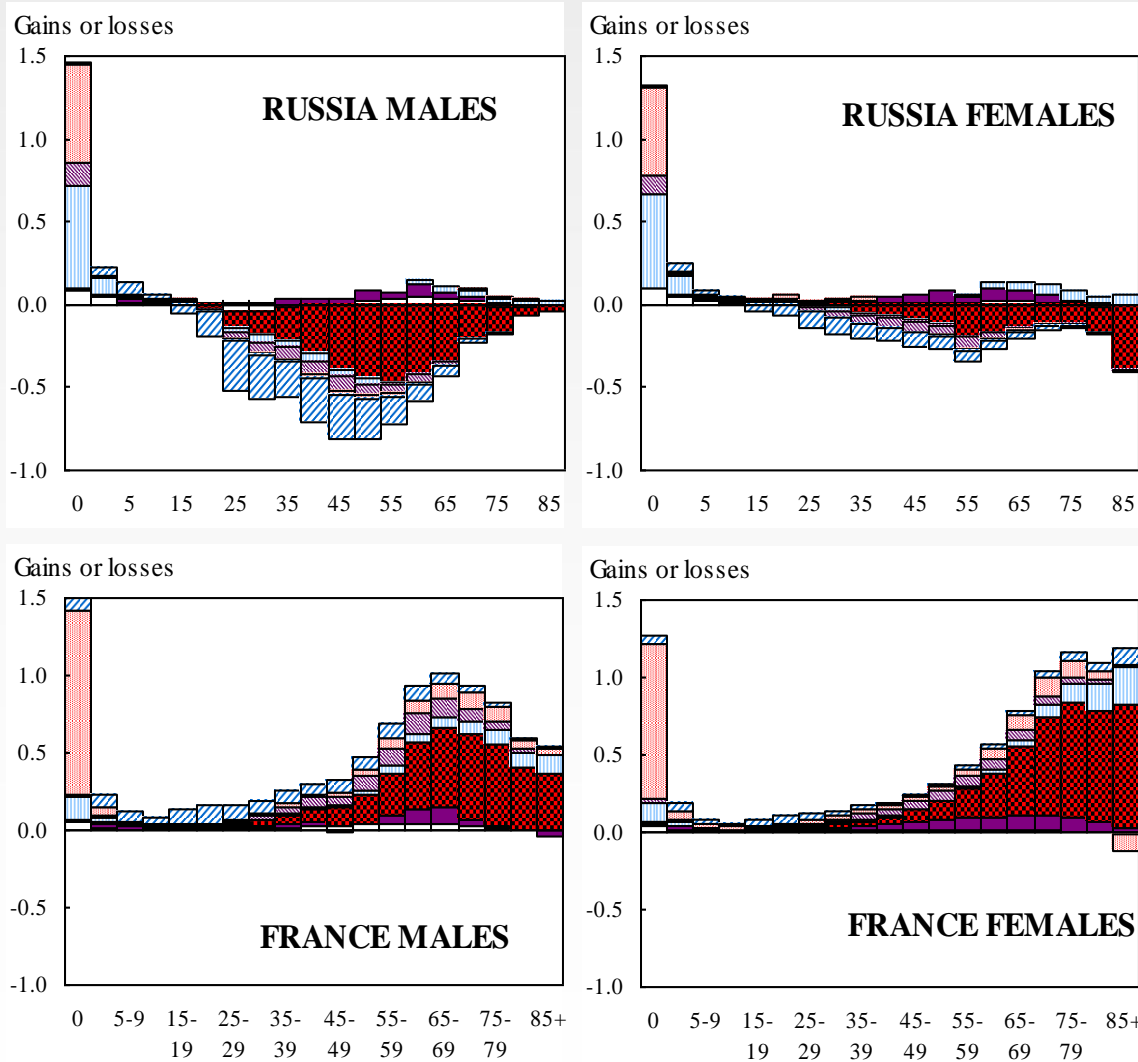 Gains or losses
1.5
RUSSIA MALES
1.0
0.5
0.0
-0.5
-1.0
0 5 15 25 35 45 55 65 75 85
Gains or losses
1.5
RUSSIA FEMALES
1.0
0.5
0.0
-0.5
-1.0
0 5 15 25 35 45 55 65 75 85
Gains or losses
1.5
1.0
0.5
0.0
-0.5
FRANCE MALES
-1.0
0 5-9 15- 25- 35- 45- 55- 65- 75- 85+
19 29 39 49 59 69 79
Gains or losses
1.5
1.0
0.5
0.0
-0.5
FRANCE FEMALES
-1.0
0 5-9 15- 25- 35- 45- 55- 65- 75- 85+
19 29 39 49 59 69 79